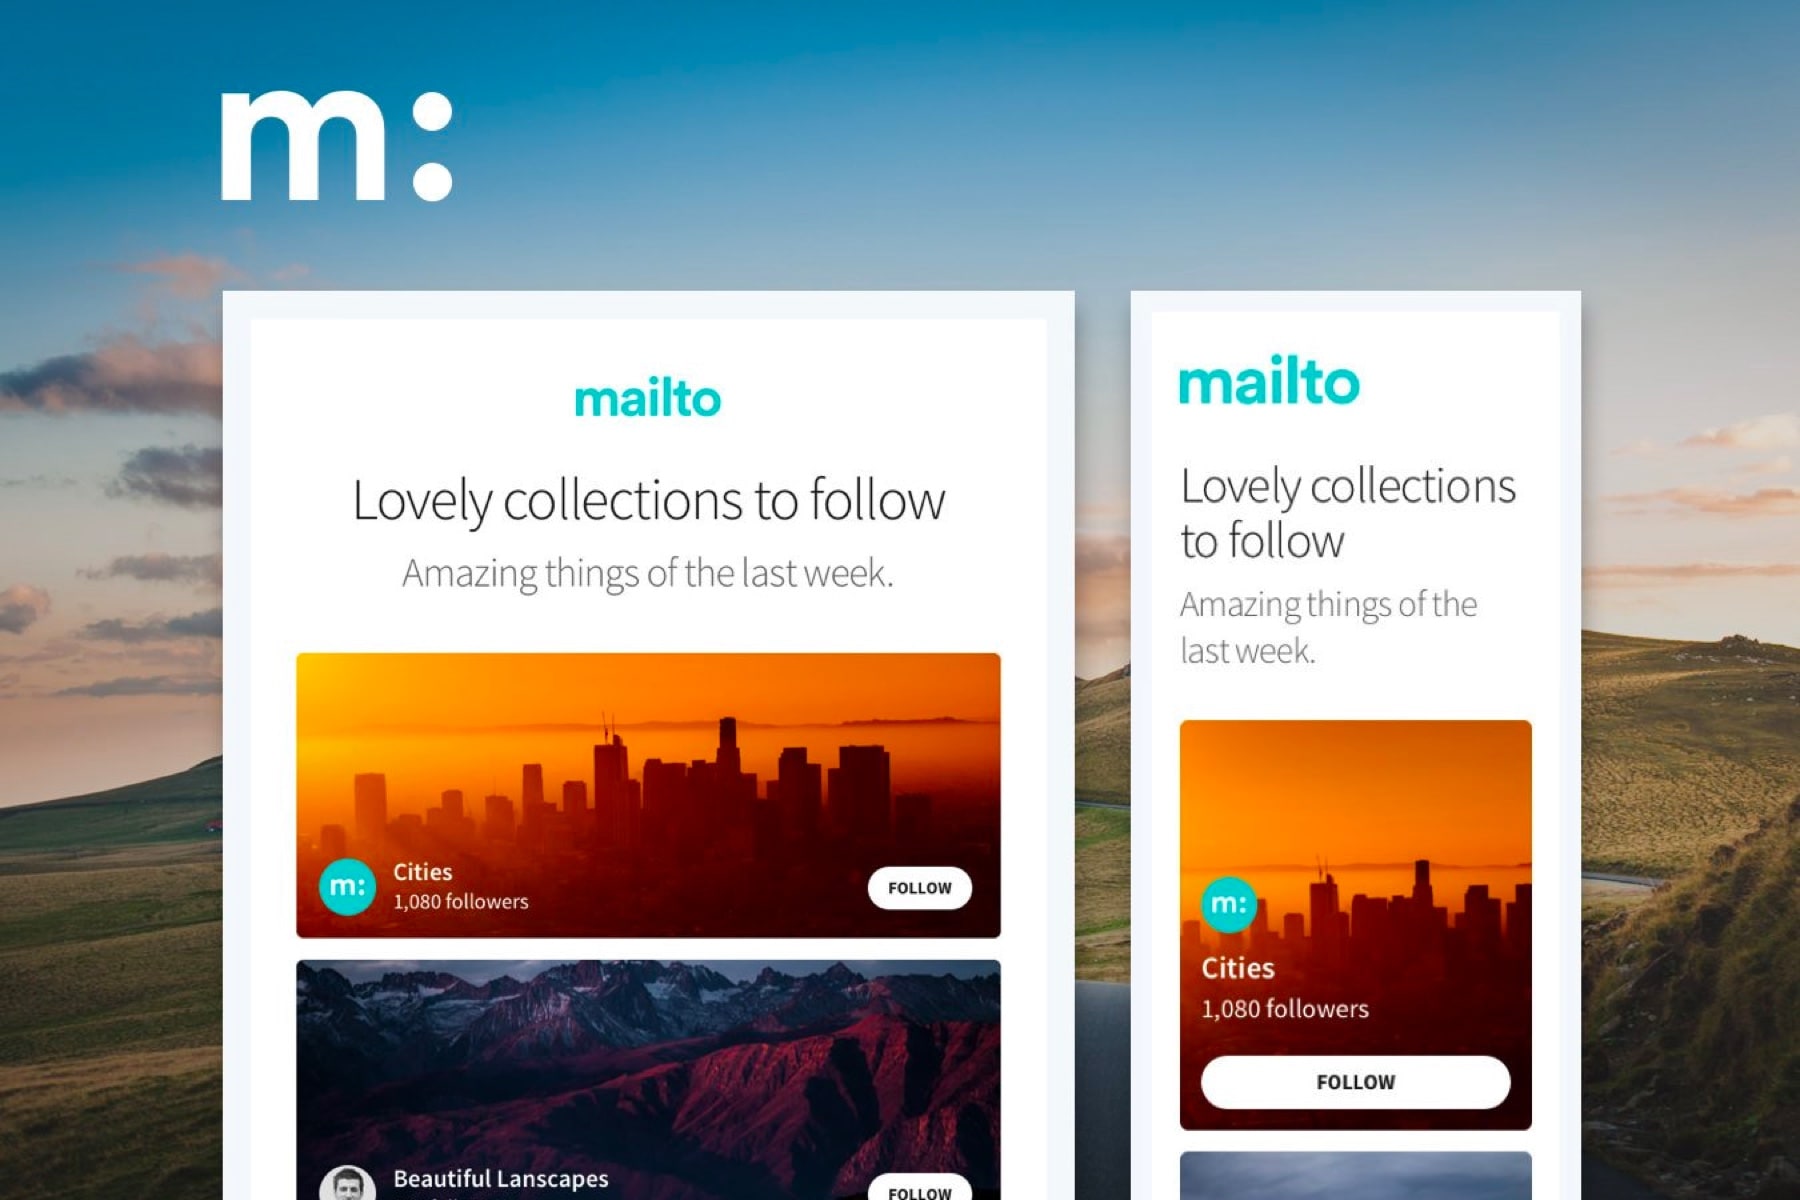 m:
mailto
Lovely collections to follow
Amazing things of the last week.
m:
Cities
1,080 followers
FOLLOW
Beautiful Lanscapes
FOLLOW
mailto
Lovely collections
to follow
Amazing things of the
last week.
m:
Cities
1,080 followers
FOLLOW